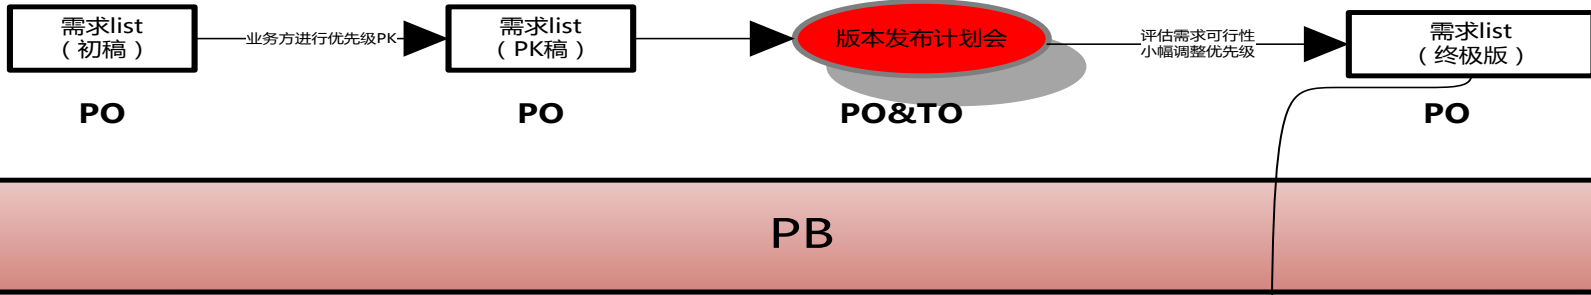 需求list
（初稿）
业务方进行优先级PK
需求list
（PK稿）
版本发布计划会
评估需求可行性
小幅调整优先级
需求list
（终极版）
PO
PO
PO&TO
PO
PB